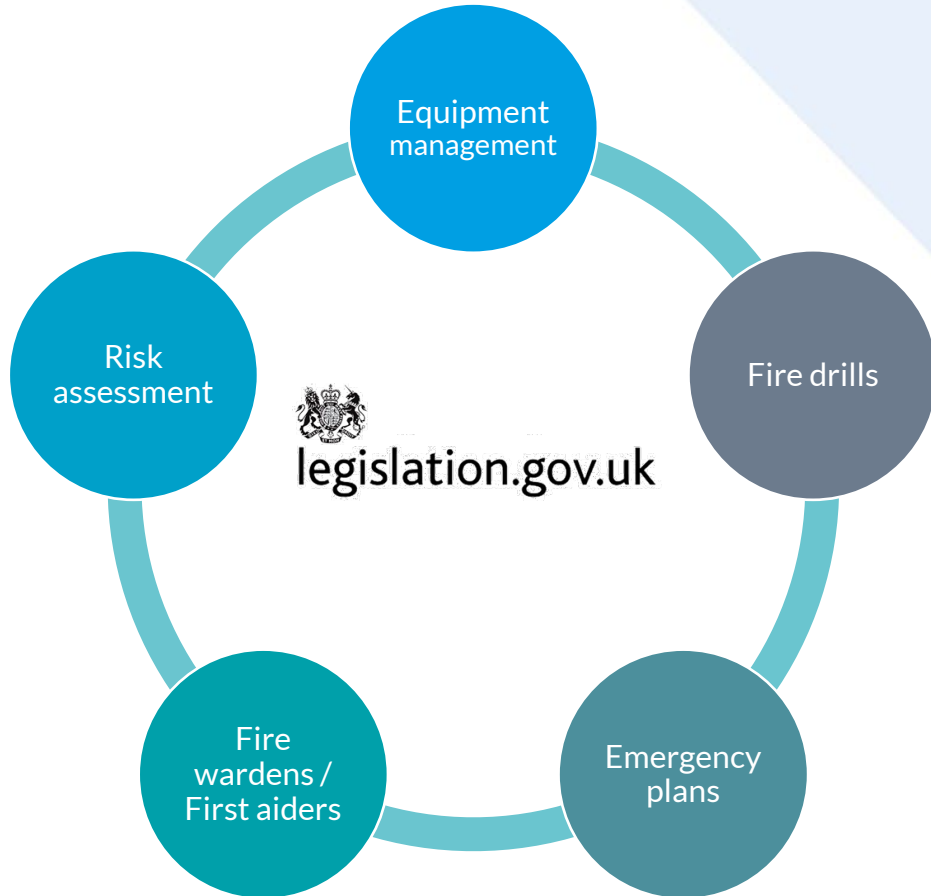 Equipment
management
Fire drills
Emergency
plans
Fire
wardens /
First aiders
Risk
assessment
legislation.gov.uk